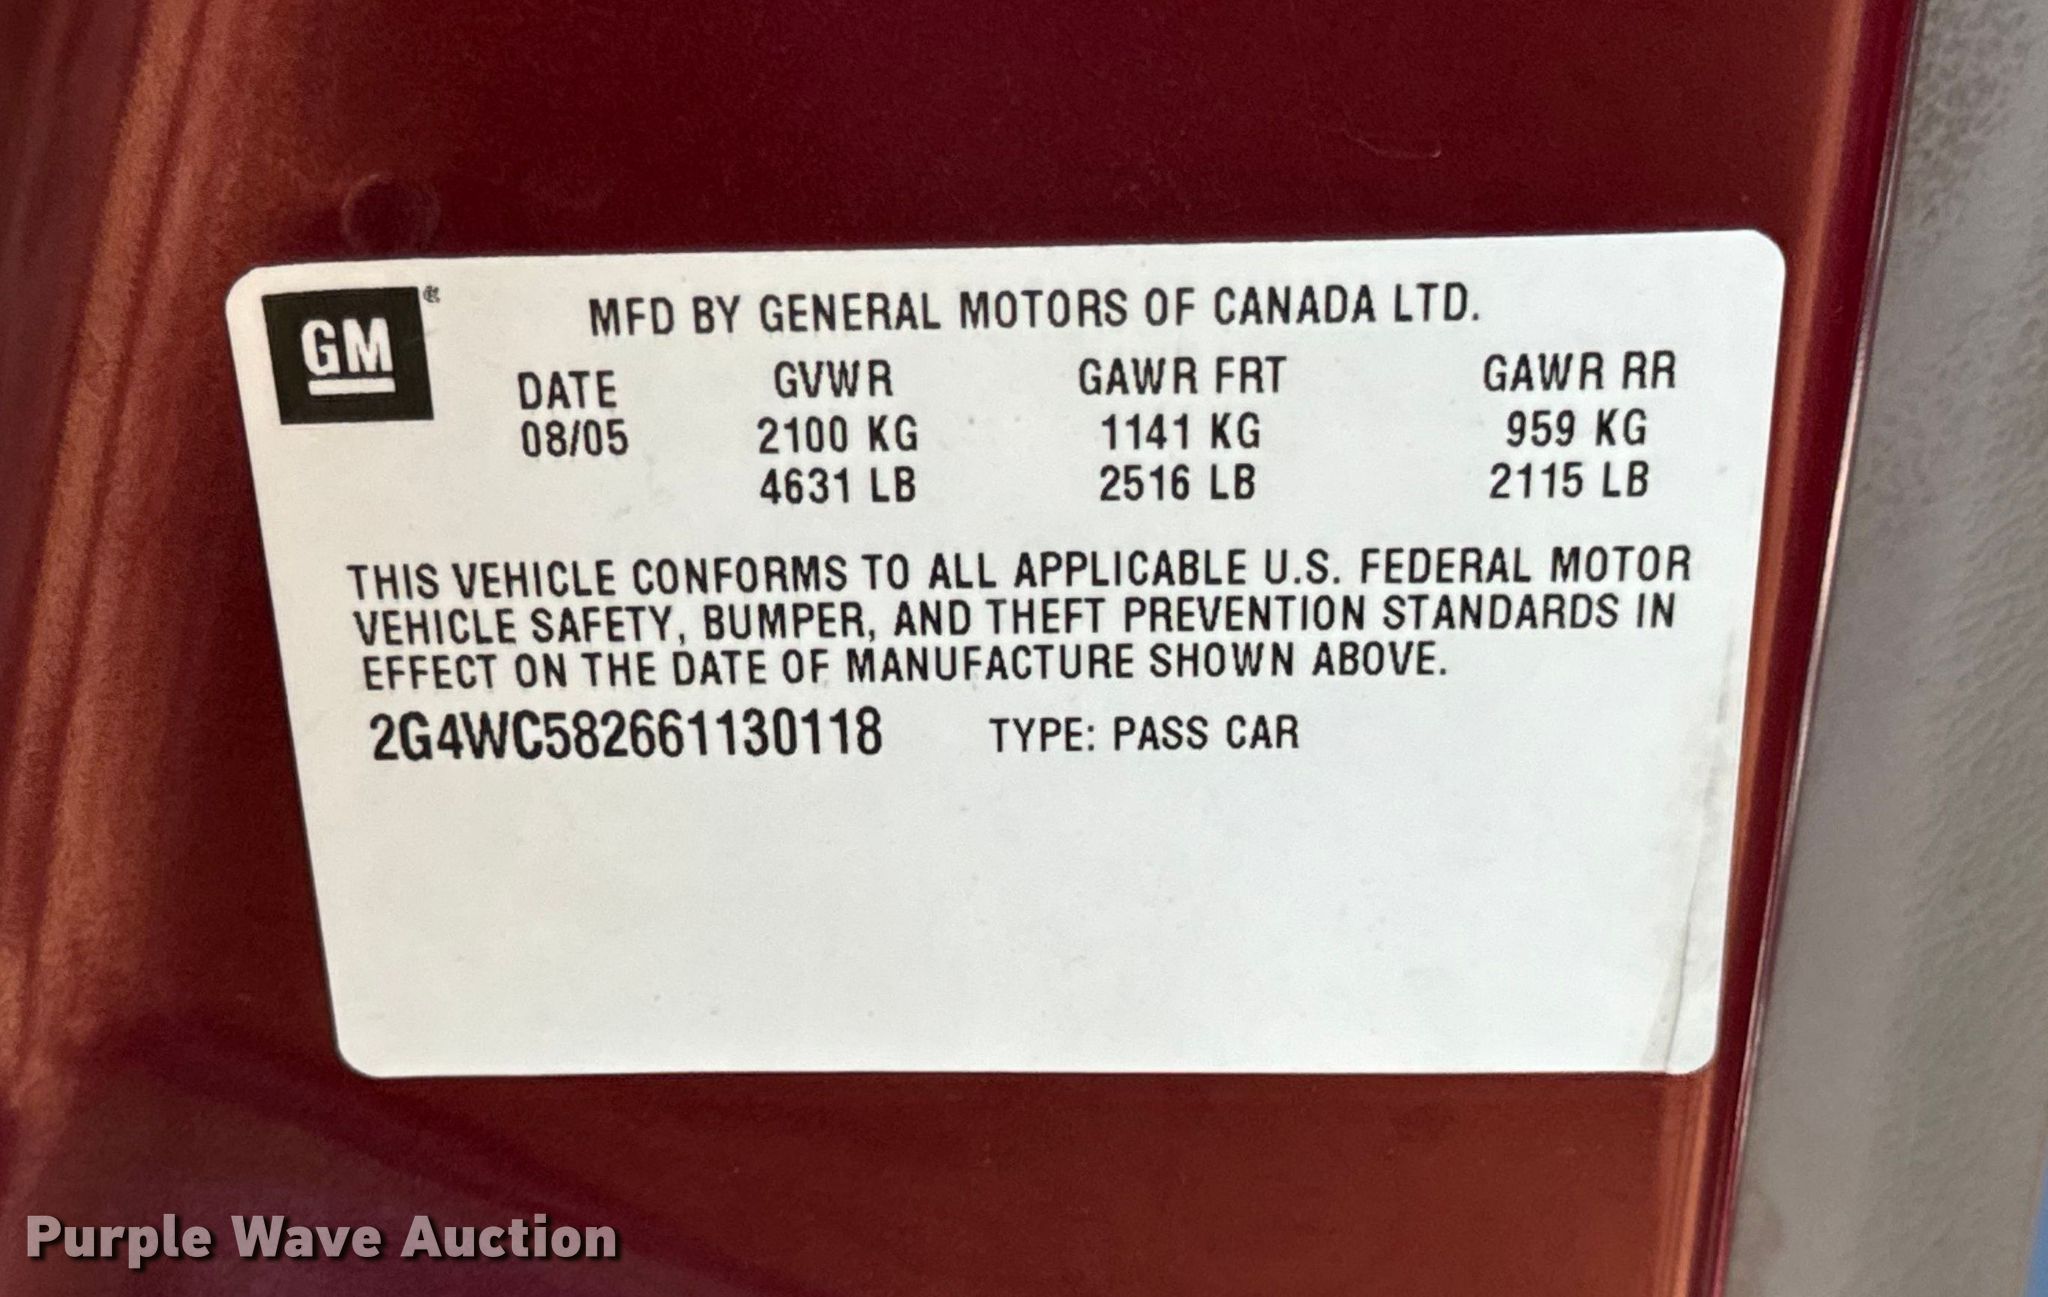 GM
MFD BY GENERAL MOTORS OF CANADA LTD.
DATE GVWR GAWR FRT GAWR RR
08/05 2100 KG 1141 KG 959 KG
4631 LB 2516 LB 2115 LB
THIS VEHICLE CONFORMS TO ALL APPLICABLE U.S. FEDERAL MOTOR
VEHICLE SAFETY, BUMPER, AND THEFT PREVENTION STANDARDS IN
EFFECT ON THE DATE OF MANUFACTURE SHOWN ABOVE.
2G4WC582661130118 TYPE: PASS CAR
Purple Wave Auction